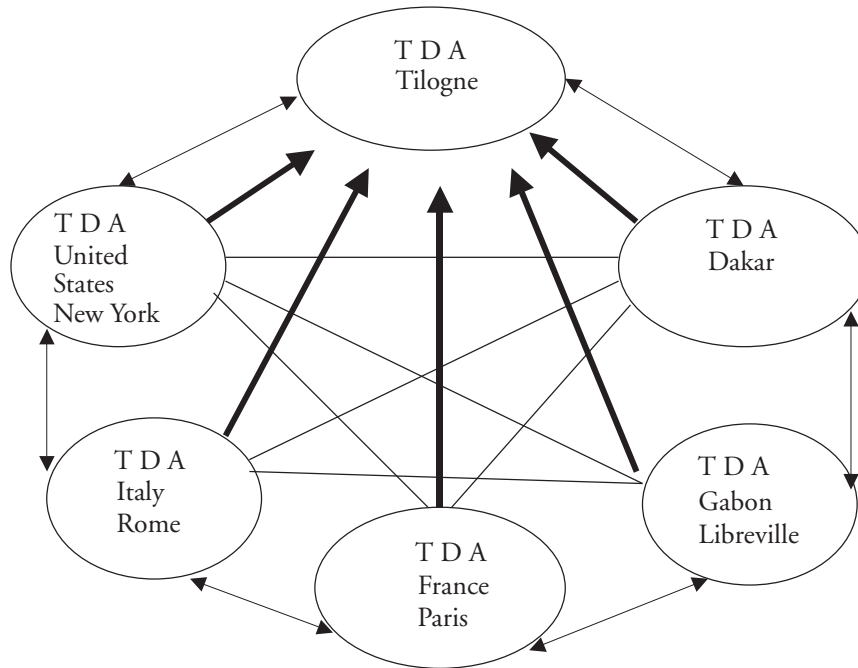 T D A
Tilogne
T D A
United
States
New York
T D A
Dakar
T D A
Italy
Rome
T D A
Gabon
Libreville
T D A
France
Paris